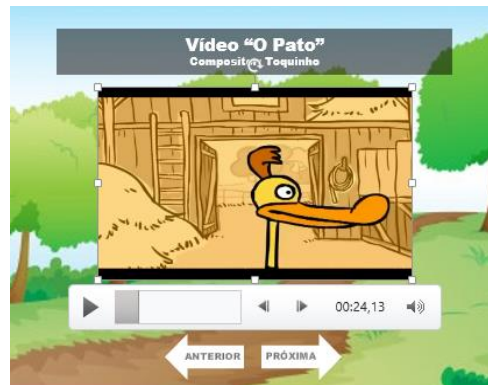 Vídeo “O Pato”
Compositor: Toquinho
00:24,13
ANTERIOR PRÓXIMA